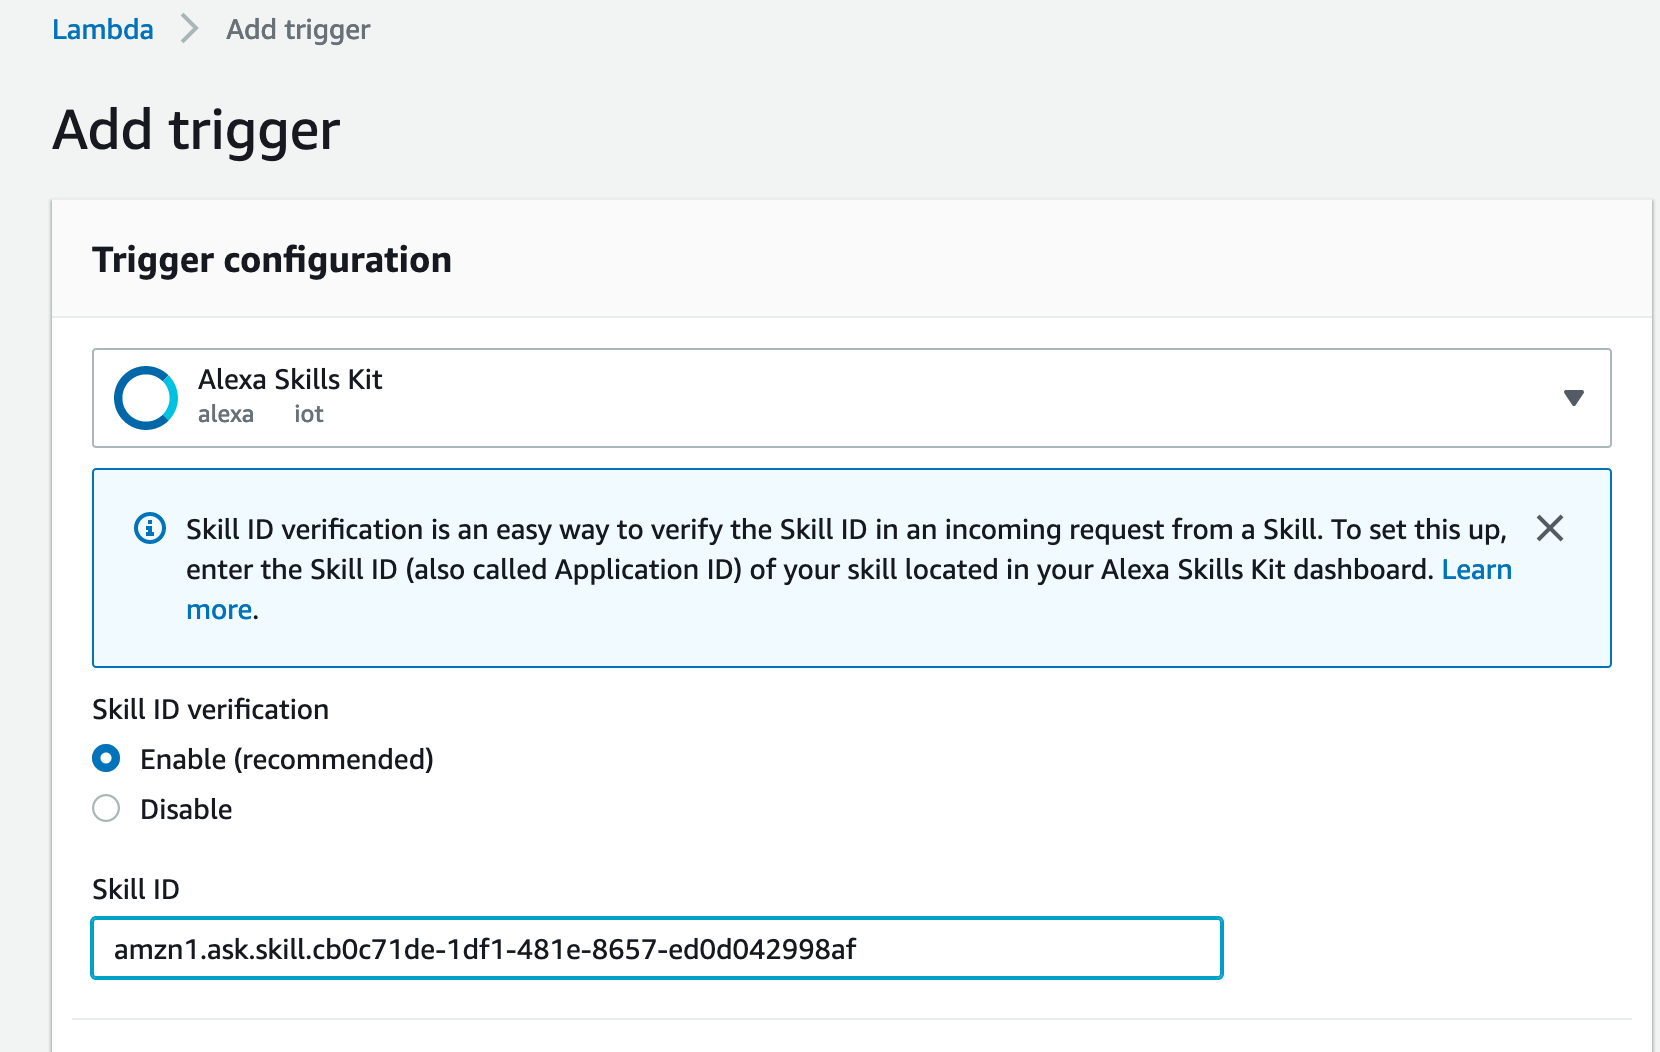 Lambda Add trigger
Add trigger
Trigger configuration
Alexa Skills Kit
alexa iot
Skill ID verification is an easy way to verify the Skill ID in an incoming request from a Skill. To set this up,
enter the Skill ID (also called Application ID) of your skill located in your Alexa Skills Kit dashboard. Learn
more.
Skill ID verification
Enable (recommended)
Disable
Skill ID
amzn1.ask.skill.cb0c71de-1df1-481e-8657-ed0d042998af